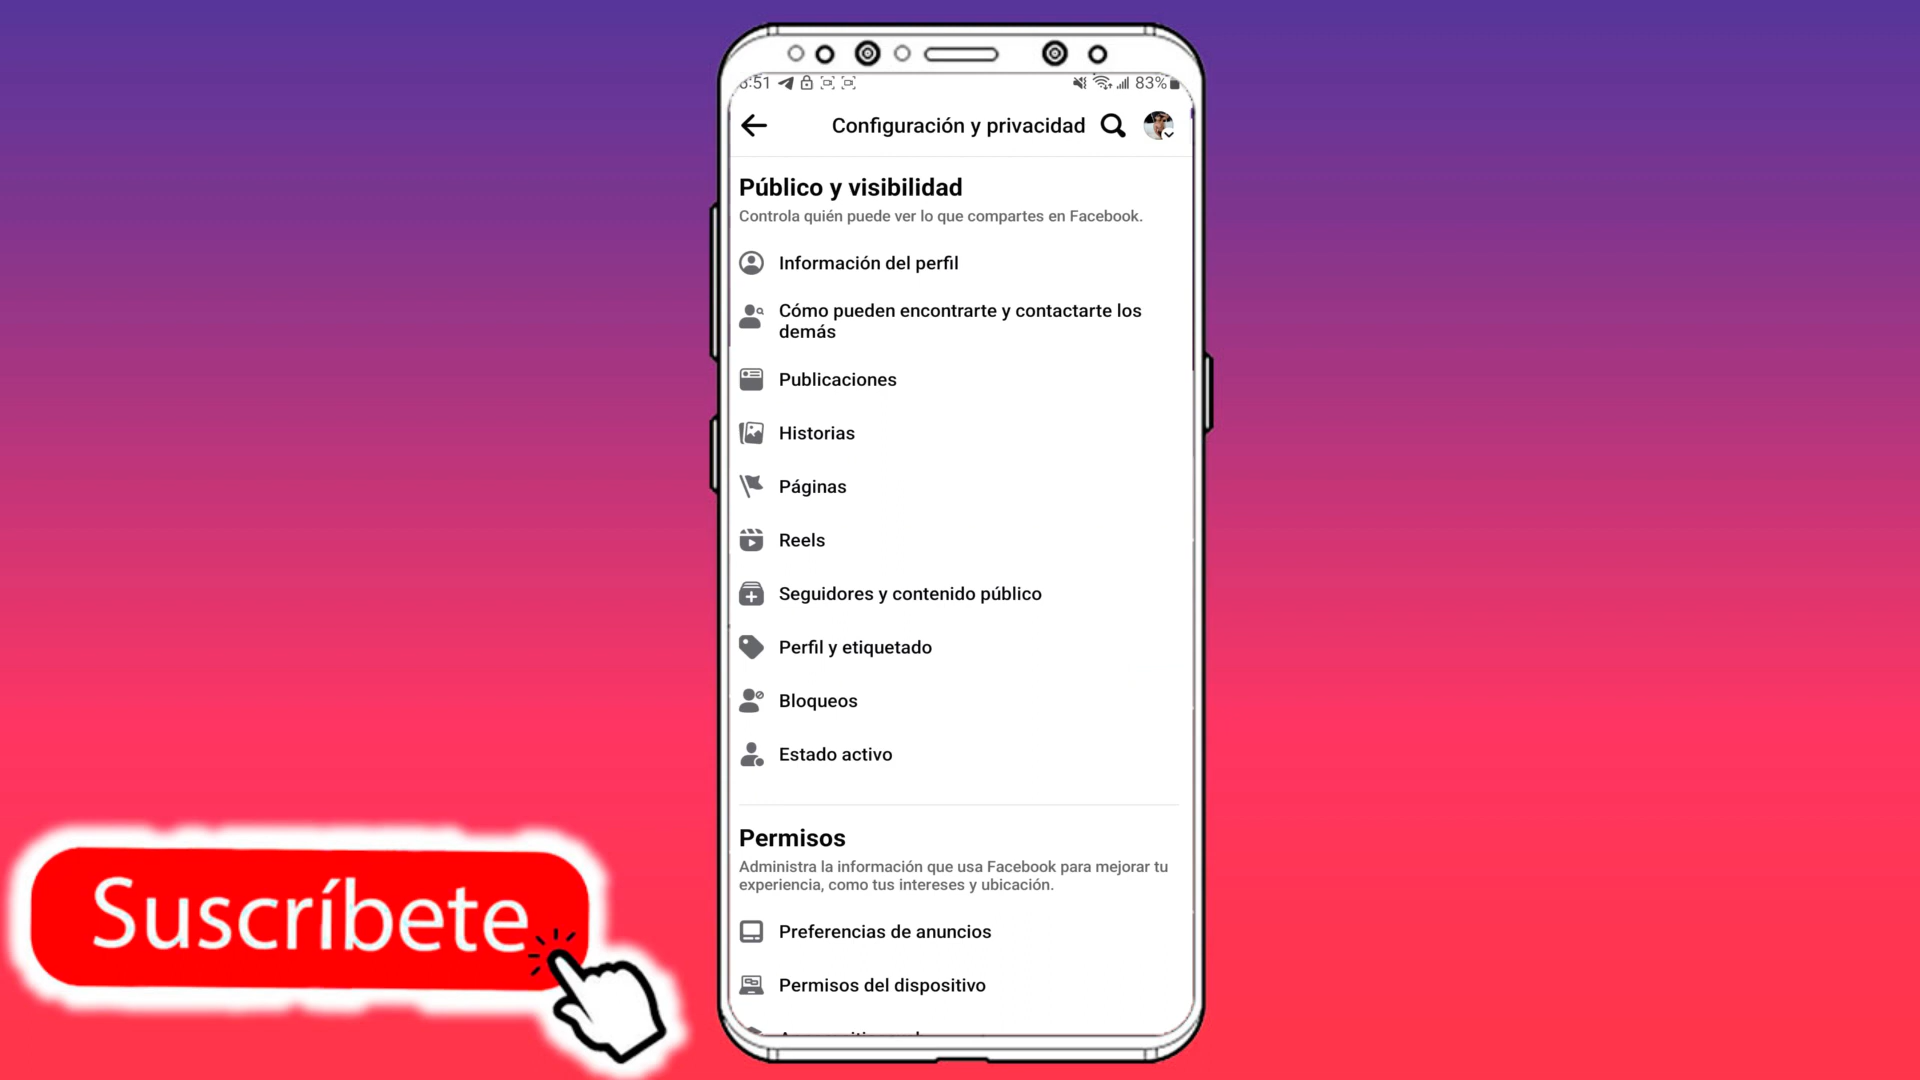 :51
83%
Configuración y privacidad
Público y visibilidad
Controla quién puede ver lo que compartes en Facebook.
Información del perfil
Cómo pueden encontrarte y contactarte los
demás
Publicaciones
Historias
Páginas
Reels
Seguidores y contenido público
Perfil y etiquetado
Bloqueos
Estado activo
Permisos
Administra la información que usa Facebook para mejorar tu
experiencia, como tus intereses y ubicación.
Preferencias de anuncios
Permisos del dispositivo
Suscríbete